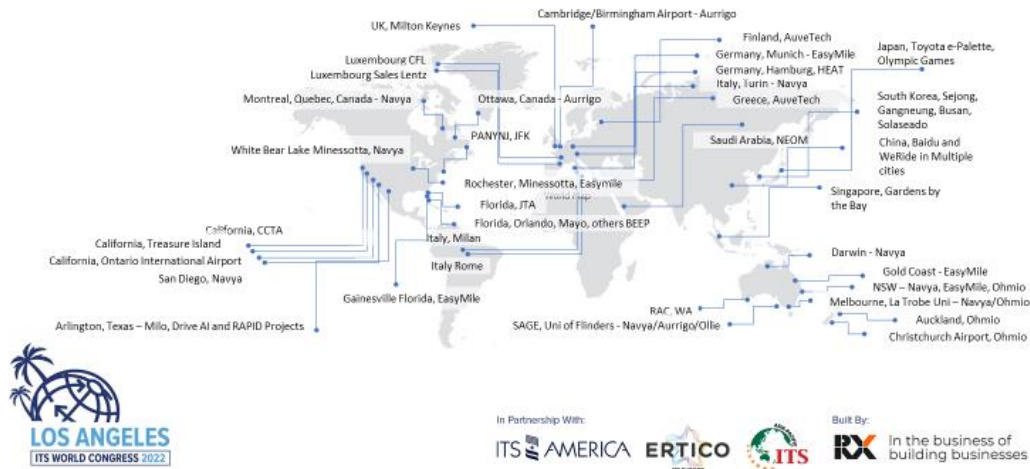 Cambridge/Birmingham Airport - Aurrigo
UK, Milton Keynes
Finland, AuveTech
Luxembourg CFL
Germany, Munich - EasyMile
Japan, Toyota e-Palette,
Olympic Games
Luxembourg Sales Lentz
Germany, Hamburg, HEAT
Italy, Turin - Navya
Montreal, Quebec, Canada - Navya
Ottawa, Canada - Aurrigo
Greece, AuveTech
South Korea, Sejong,
Gangneung, Busan,
Solaseado
PANYNJ, JFK
Saudi Arabia, NEOM
China, Baidu and
WeRide in Multiple
cities
White Bear Lake Minessotta, Navya
Rochester, Minessotta, Easymile
Singapore, Gardens by
the Bay
Florida, JTA
Florida, Orlando, Mayo, others BEEP
California, CCTA
Italy, Milan
California, Treasure Island
California, Ontario International Airport
Italy Rome
San Diego, Navya
Darwin - Navya
Gold Coast - EasyMile
Gainesville Florida, EasyMile
NSW – Navya, EasyMile, Ohmio
Melbourne, La Trobe Uni – Navya/Ohmio
RAC, WA
Arlington, Texas – Milo, Drive AI and RAPID Projects
SAGE, Uni of Flinders - Navya/Aurrigo/Ollie
Auckland, Ohmio
Christchurch Airport, Ohmio
LOS ANGELES
ITS WORLD CONGRESS 2022
In Partnership With:
ITS AMERICA
ERTICO
ITS
Built By:
RX
In the business of
building businesses